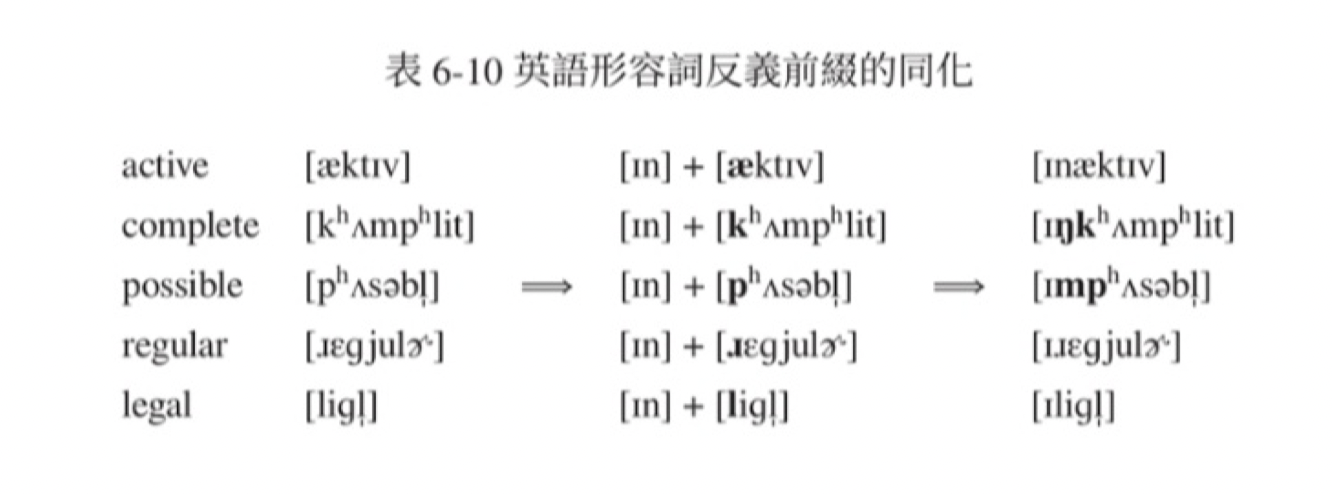 表 6-10 英語形容詞反義前綴的同化
active [æktɪv] [ɪn] + [æktɪv] [ɪnæktɪv]
complete [kʰʌmpʰlit] [ɪn] + [kʰʌmpʰlit] [ɪŋkʰʌmpʰlit]
possible [pʰʌsəbl̩] ⟹ [ɪn] + [pʰʌsəbl̩] ⟹ [ɪmpʰʌsəbl̩]
regular [ɹɛgjulɚ] [ɪn] + [ɹɛgjulɚ] [ɪɹɛgjulɚ]
legal [ligl̩] [ɪn] + [ligl̩] [ɪligl̩]